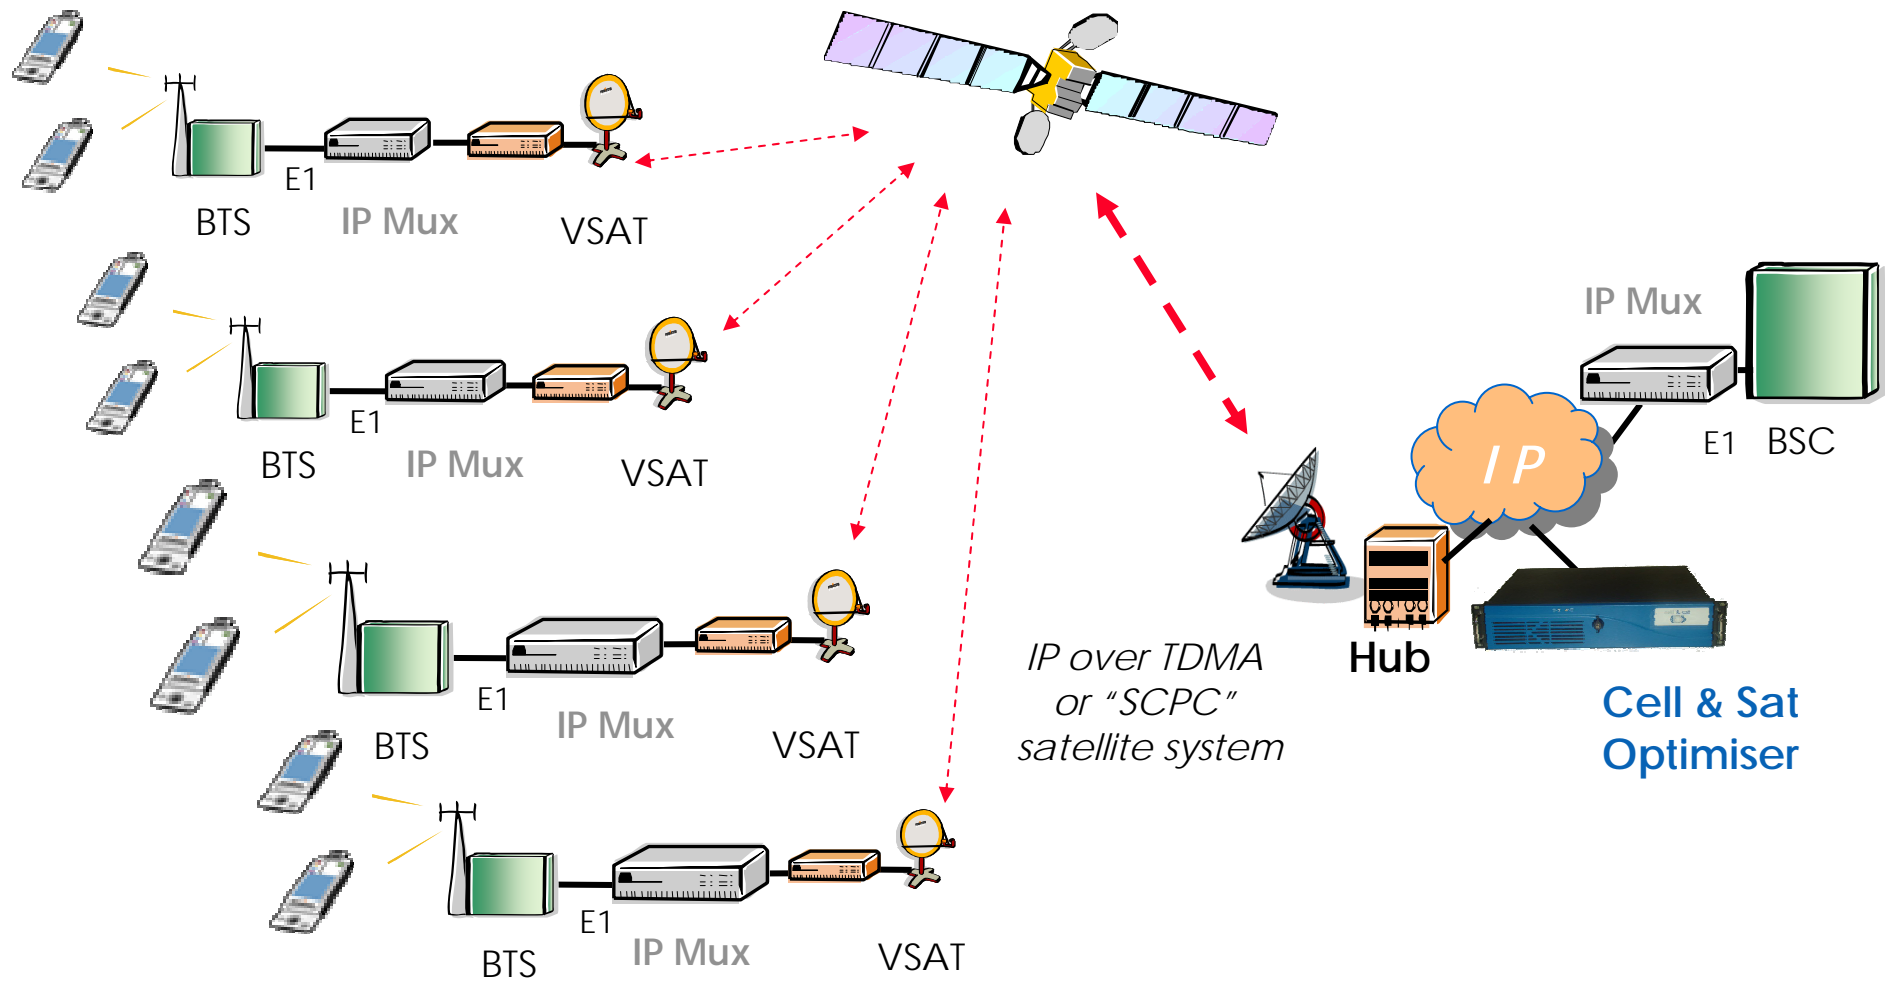 E1
BTS
IP Mux
VSAT
E1
BTS
IP Mux
VSAT
E1
BTS
IP Mux
VSAT
E1
BTS
IP Mux
VSAT
IP over TDMA
or “SCPC”
satellite system
Hub
IP
IP Mux
E1
BSC
Cell & Sat
Optimiser